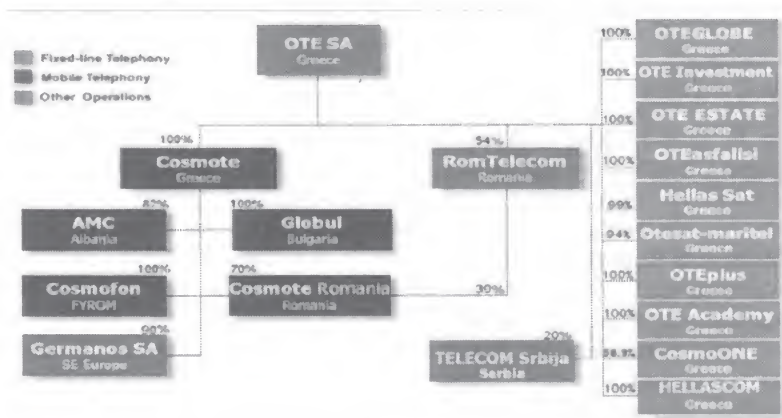 OTE SA
Greece
Fixed-line Telephony
Mobile Telephony
Other Operations
100%
Cosmote
Greece
54%
RomTelecom
Romania
82%
AMC
Albania
100%
Globul
Bulgaria
100%
Cosmofon
FYROM
70%
Cosmote Romania
Romania
30%
Germanos SA
SE Europe
20%
TELECOM Srbija
Serbia
100%
OTEGLOBE
Greece
100%
OTE Investment
Greece
100%
OTE ESTATE
Greece
100%
OTEasfalisi
Greece
99%
Hellas Sat
Greece
94%
Otesat-maritel
Greece
100%
OTEplus
Greece
100%
OTE Academy
Greece
CosmoONE
Greece
100%
HELLASCOM
Greece